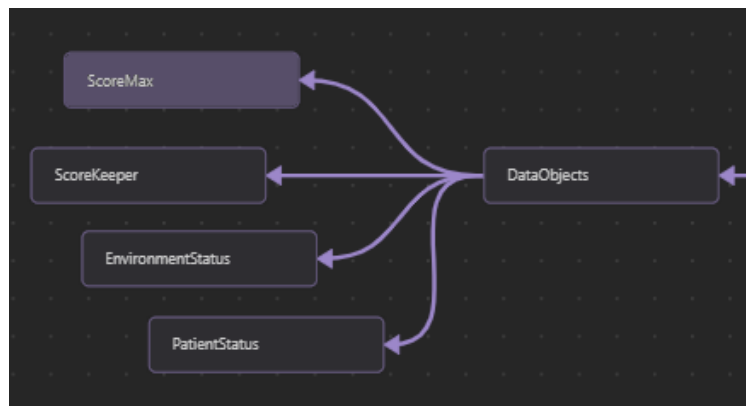 ScoreMax
ScoreKeeper
DataObjects
EnvironmentStatus
PatientStatus